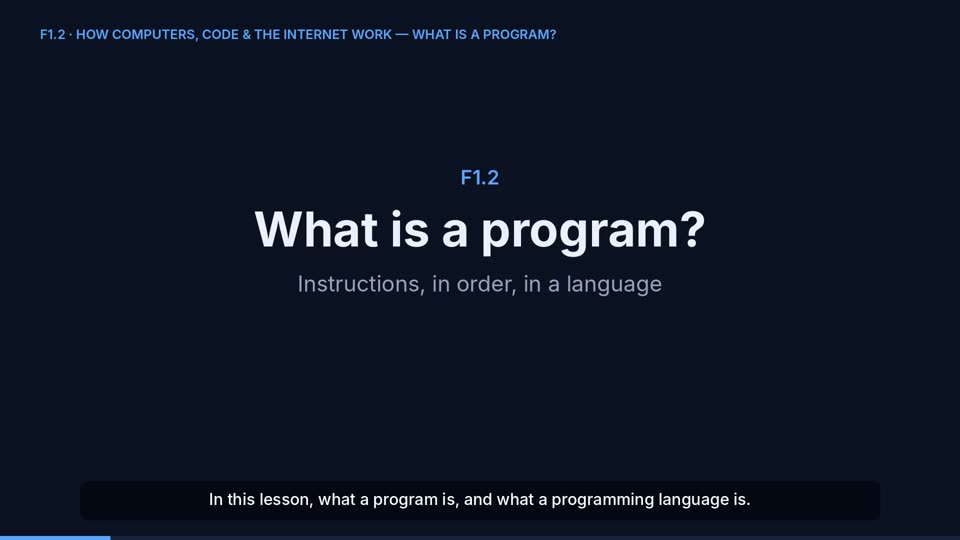 F1.2 · HOW COMPUTERS, CODE & THE INTERNET WORK — WHAT IS A PROGRAM?
F1.2
What is a program?
Instructions, in order, in a language
In this lesson, what a program is, and what a programming language is.